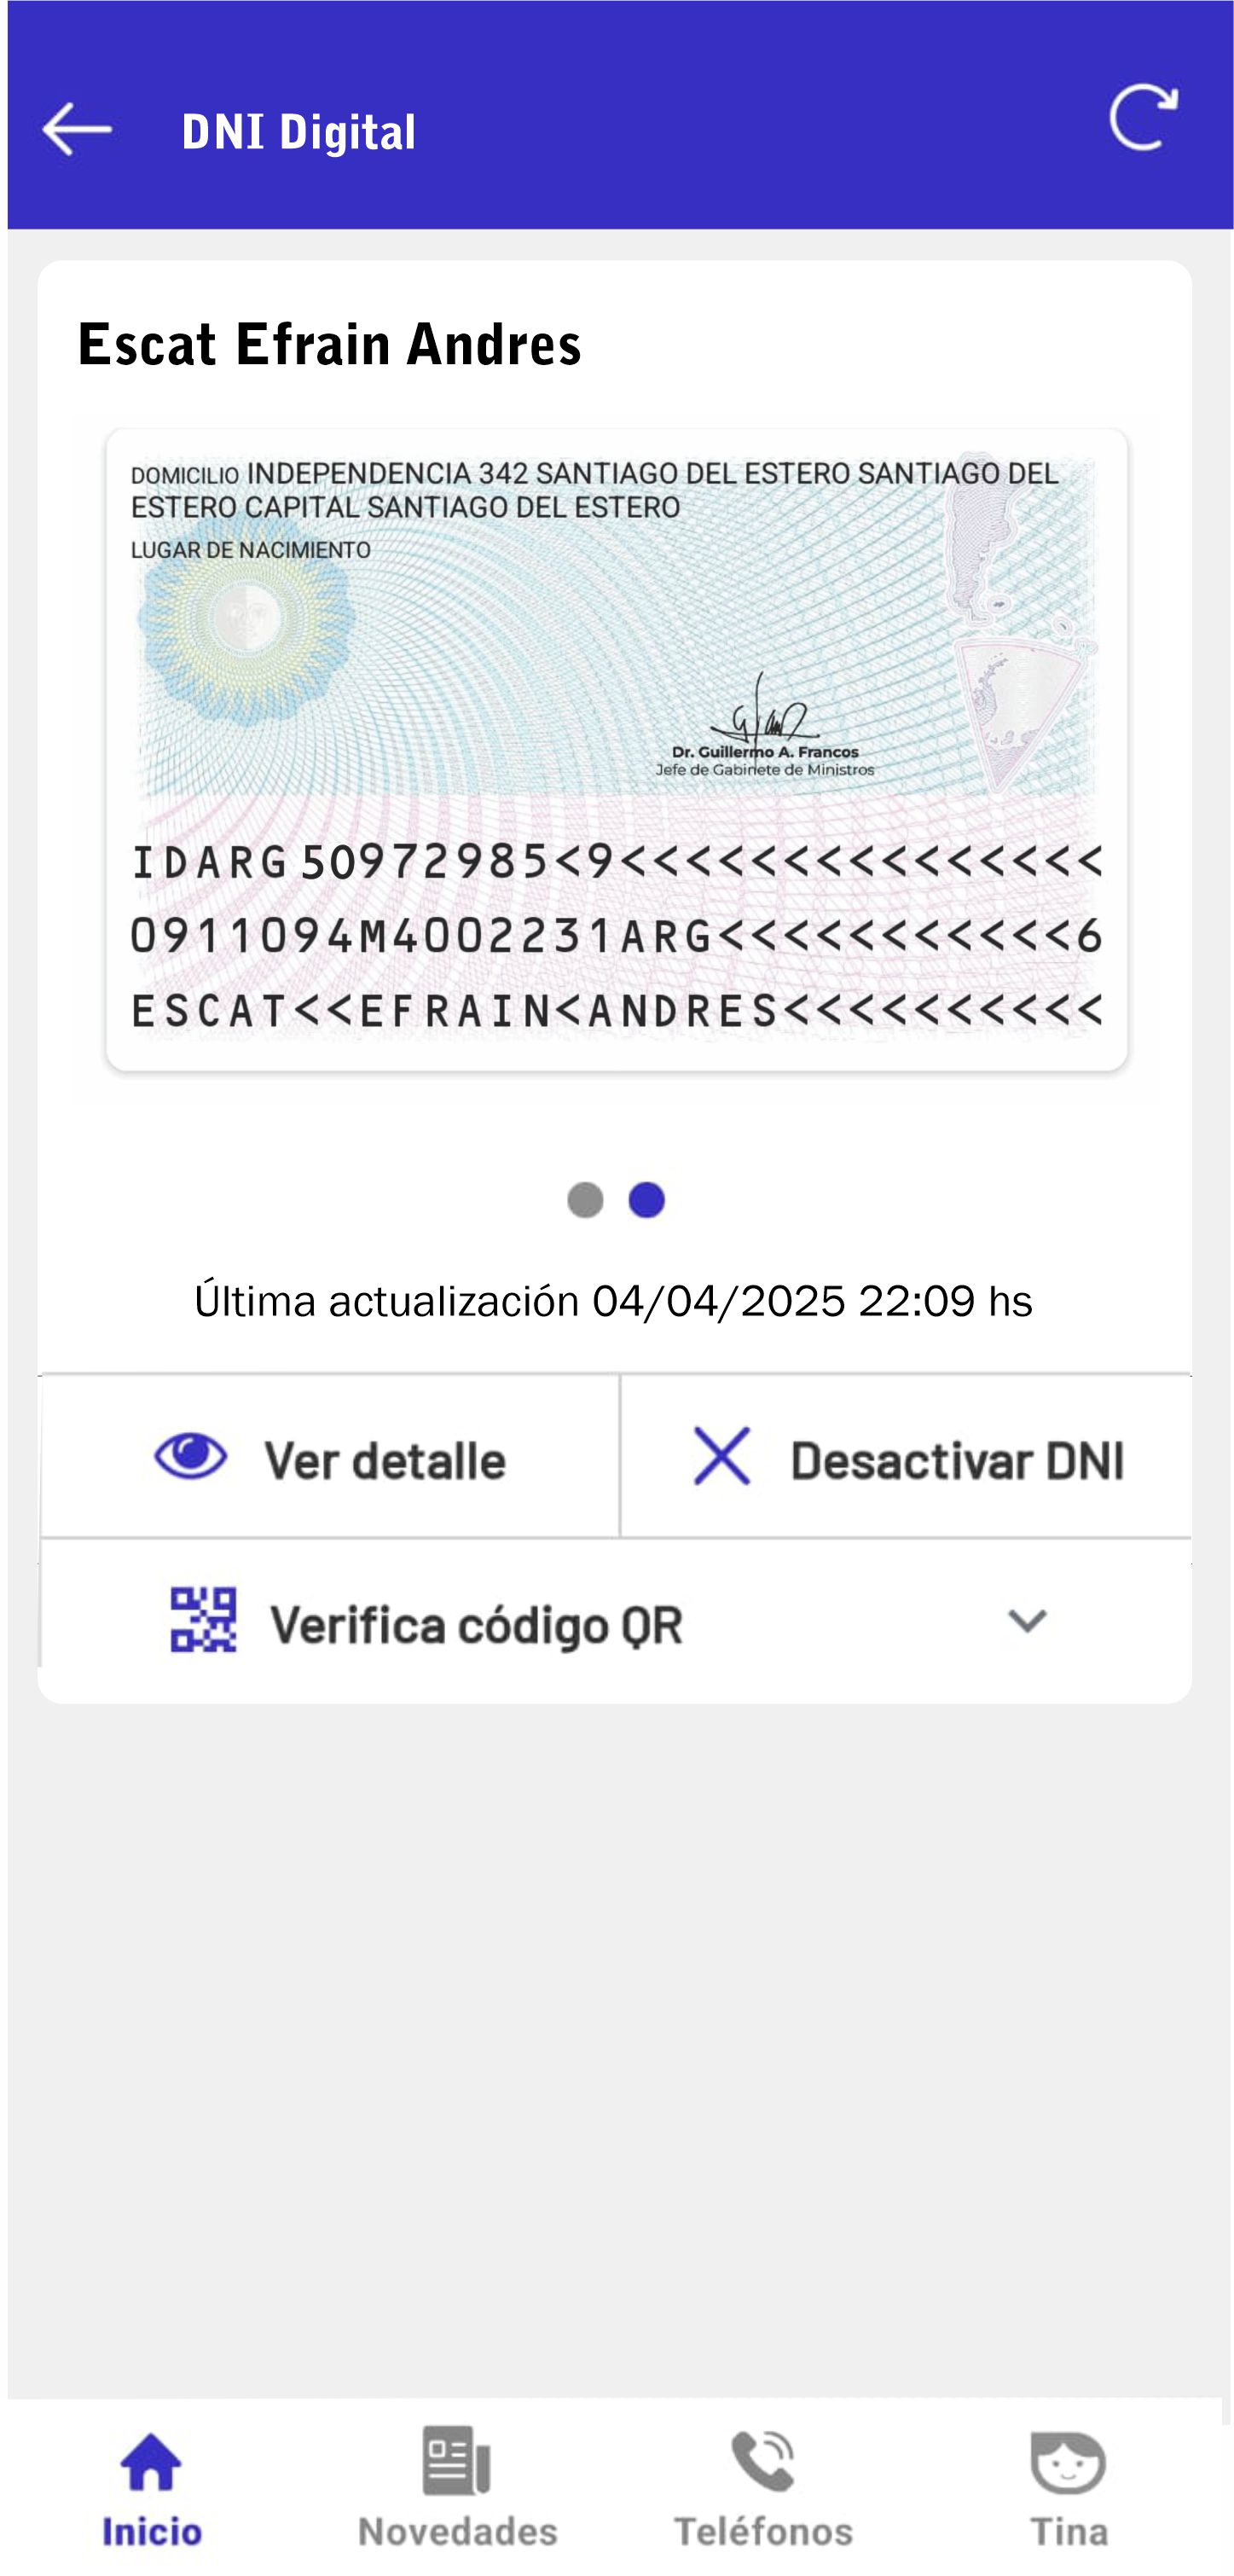 DNI Digital
Escat Efrain Andres
DOMICILIO INDEPENDENCIA 342 SANTIAGO DEL ESTERO SANTIAGO DEL
ESTERO CAPITAL SANTIAGO DEL ESTERO
LUGAR DE NACIMIENTO
Dr. Guillermo A. Francos
Jefe de Gabinete de Ministros
IDARG50972985<9<<<<<<<<<<<<<<<
0911094M4002231ARG<<<<<<<<<<<6
ESCAT<<EFRAIN<ANDRES<<<<<<<<<<
Última actualización 04/04/2025 22:09 hs
Ver detalle
Desactivar DNI
Verifica código QR
Inicio
Novedades
Teléfonos
Tina